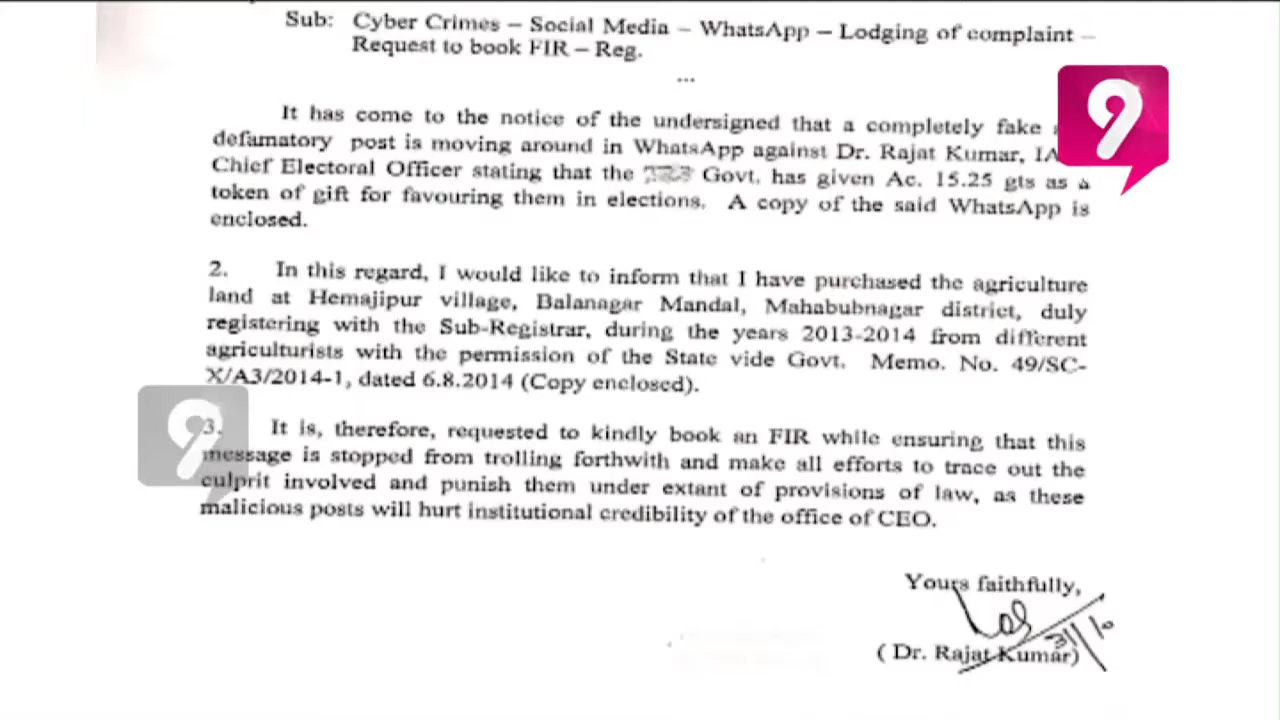 Sub: Cyber Crimes – Social Media – WhatsApp – Lodging of complaint –
Request to book FIR – Reg.
...
It has come to the notice of the undersigned that a completely fake
defamatory post is moving around in WhatsApp against Dr. Rajat Kumar,
Chief Electoral Officer stating that the Govt. has given Ac. 15.25 gts as a
token of gift for favouring them in elections. A copy of the said WhatsApp is
enclosed.
2. In this regard, I would like to inform that I have purchased the agriculture
land at Hemajipur village, Balanagar Mandal, Mahabubnagar district, duly
registering with the Sub-Registrar, during the years 2013-2014 from different
agriculturists with the permission of the State vide Govt. Memo. No. 49/SC-
X/A3/2014-1, dated 6.8.2014 (Copy enclosed).
3. It is, therefore, requested to kindly book an FIR while ensuring that this
message is stopped from trolling forthwith and make all efforts to trace out the
culprit involved and punish them under extant of provisions of law, as these
malicious posts will hurt institutional credibility of the office of CEO.
Yours faithfully,
31/10
( Dr. Rajat Kumar)
9
9